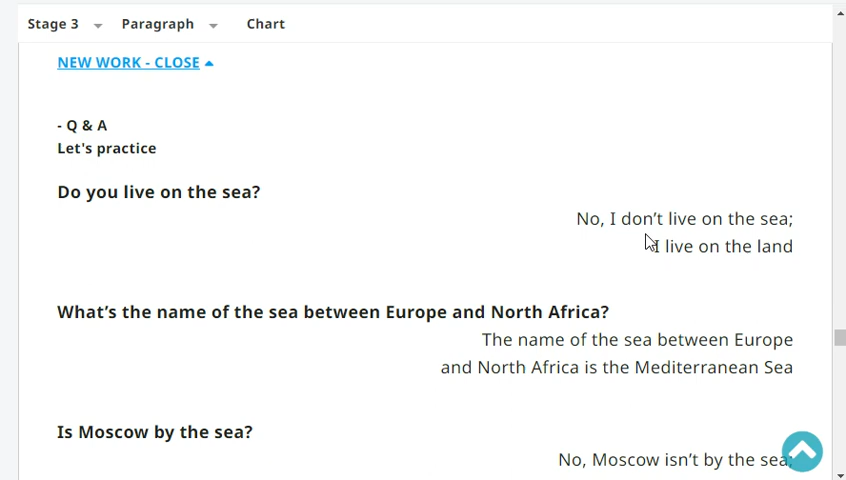 Stage 3 Paragraph Chart
NEW WORK - CLOSE
- Q & A
Let's practice
Do you live on the sea?
No, I don't live on the sea;
I live on the land
What's the name of the sea between Europe and North Africa?
The name of the sea between Europe
and North Africa is the Mediterranean Sea
Is Moscow by the sea?
No, Moscow isn't by the sea;